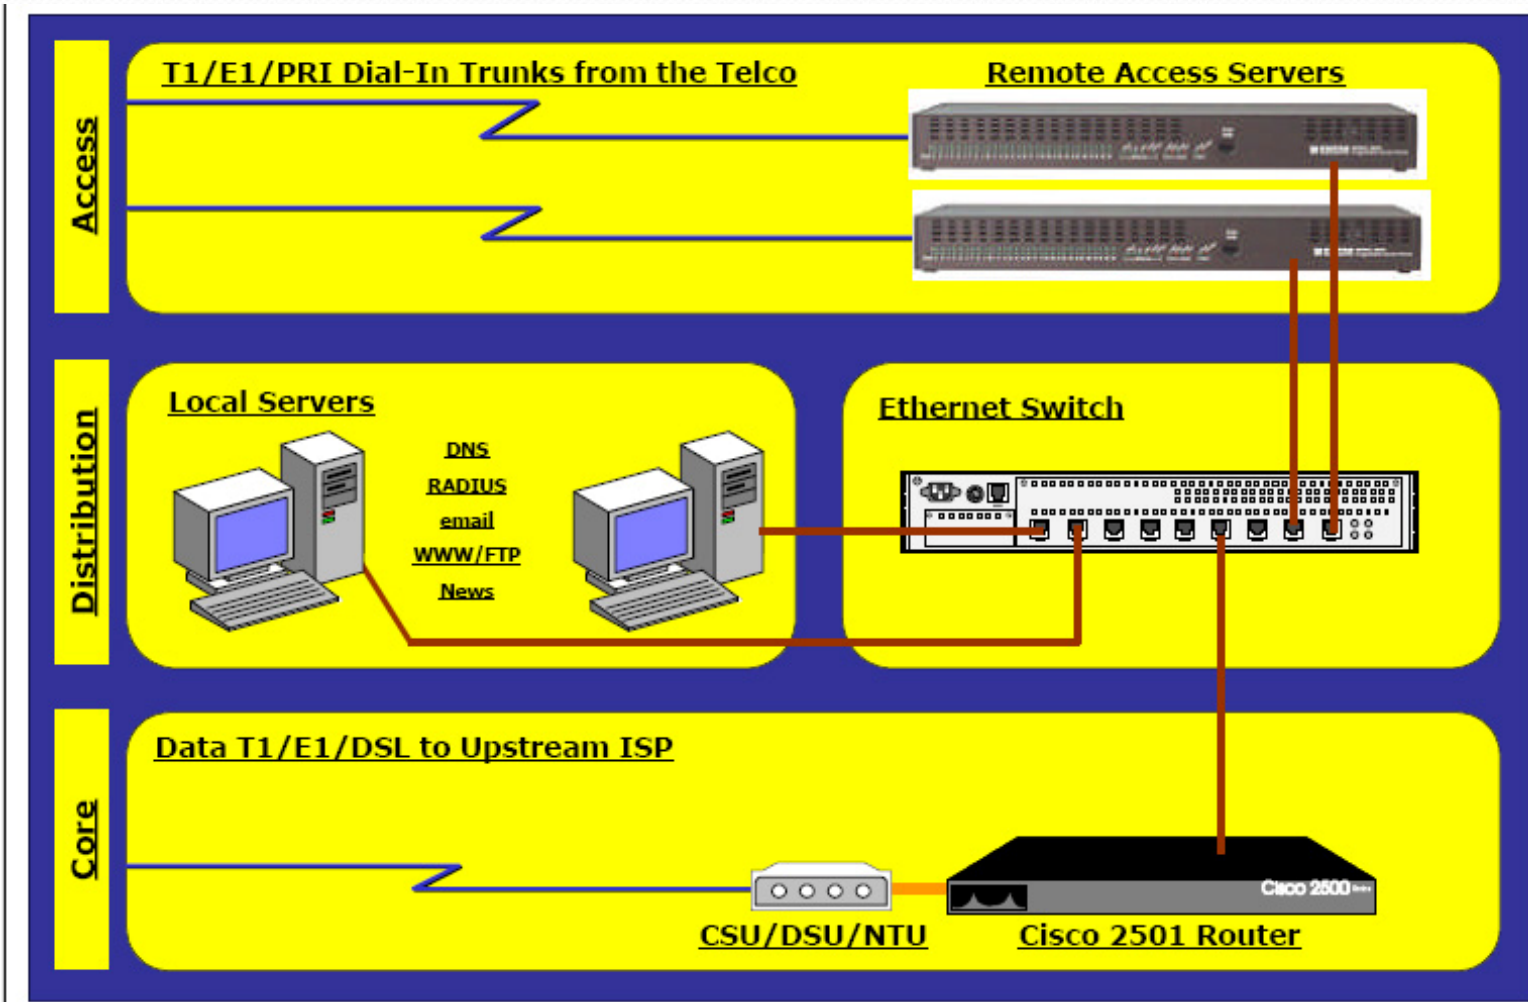 Access
T1/E1/PRI Dial-In Trunks from the Telco
Remote Access Servers
Distribution
Local Servers
DNS
RADIUS
email
WWW/FTP
News
Ethernet Switch
Core
Data T1/E1/DSL to Upstream ISP
Cisco 2500
CSU/DSU/NTU
Cisco 2501 Router